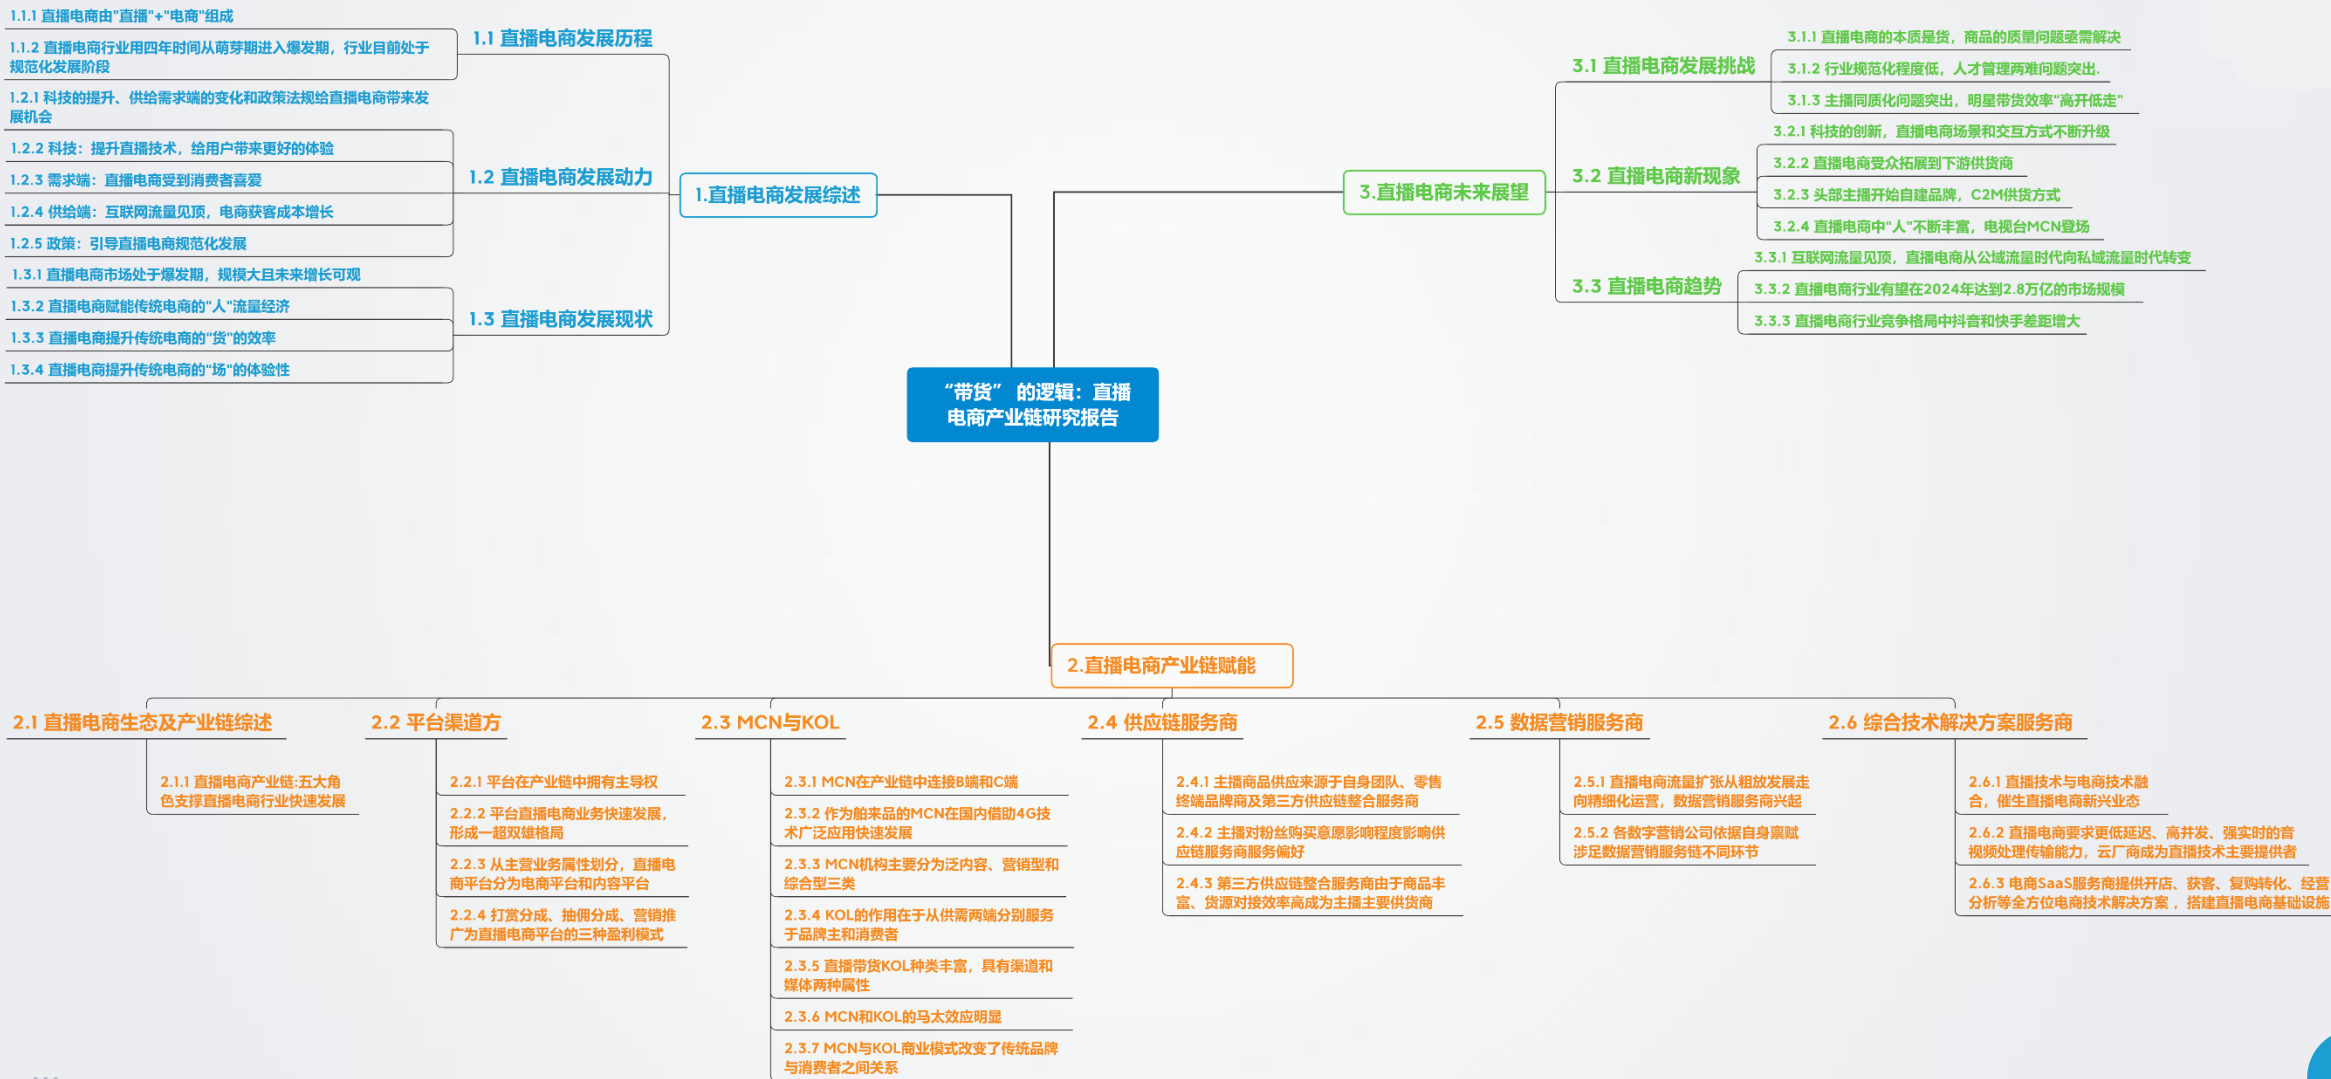 “带货” 的逻辑：直播
电商产业链研究报告
1.直播电商发展综述
1.1 直播电商发展历程
1.1.1 直播电商由"直播"+"电商"组成
1.1.2 直播电商行业用四年时间从萌芽期进入爆发期，行业目前处于
规范化发展阶段
1.2 直播电商发展动力
1.2.1 科技的提升、供给需求端的变化和政策法规给直播电商带来发
展机会
1.2.2 科技：提升直播技术，给用户带来更好的体验
1.2.3 需求端：直播电商受到消费者喜爱
1.2.4 供给端：互联网流量见顶，电商获客成本增长
1.2.5 政策：引导直播电商规范化发展
1.3 直播电商发展现状
1.3.1 直播电商市场处于爆发期，规模大且未来增长可观
1.3.2 直播电商赋能传统电商的"人"流量经济
1.3.3 直播电商提升传统电商的"货"的效率
1.3.4 直播电商提升传统电商的"场"的体验性
3.直播电商未来展望
3.1 直播电商发展挑战
3.1.1 直播电商的本质是货，商品的质量问题亟需解决
3.1.2 行业规范化程度低，人才管理两难问题突出.
3.1.3 主播同质化问题突出，明星带货效率"高开低走"
3.2 直播电商新现象
3.2.1 科技的创新，直播电商场景和交互方式不断升级
3.2.2 直播电商受众拓展到下游供货商
3.2.3 头部主播开始自建品牌，C2M供货方式
3.2.4 直播电商中"人"不断丰富，电视台MCN登场
3.3 直播电商趋势
3.3.1 互联网流量见顶，直播电商从公域流量时代向私域流量时代转变
3.3.2 直播电商行业有望在2024年达到2.8万亿的市场规模
3.3.3 直播电商行业竞争格局中抖音和快手差距增大
2.直播电商产业链赋能
2.1 直播电商生态及产业链综述
2.1.1 直播电商产业链:五大角
色支撑直播电商行业快速发展
2.2 平台渠道方
2.2.1 平台在产业链中拥有主导权
2.2.2 平台直播电商业务快速发展，
形成一超双雄格局
2.2.3 从主营业务属性划分，直播电
商平台分为电商平台和内容平台
2.2.4 打赏分成、抽佣分成、营销推
广为直播电商平台的三种盈利模式
2.3 MCN与KOL
2.3.1 MCN在产业链中连接B端和C端
2.3.2 作为舶来品的MCN在国内借助4G技
术广泛应用快速发展
2.3.3 MCN机构主要分为泛内容、营销型和
综合型三类
2.3.4 KOL的作用在于从供需两端分别服务
于品牌主和消费者
2.3.5 直播带货KOL种类丰富，具有渠道和
媒体两种属性
2.3.6 MCN和KOL的马太效应明显
2.3.7 MCN与KOL商业模式改变了传统品牌
与消费者之间关系
2.4 供应链服务商
2.4.1 主播商品供应来源于自身团队、零售
终端品牌商及第三方供应链整合服务商
2.4.2 主播对粉丝购买意愿影响程度影响供
应链服务商服务偏好
2.4.3 第三方供应链整合服务商由于商品丰
富、货源对接效率高成为主播主要供货商
2.5 数据营销服务商
2.5.1 直播电商流量扩张从粗放发展走
向精细化运营，数据营销服务商兴起
2.5.2 各数字营销公司依据自身禀赋
涉足数据营销服务链不同环节
2.6 综合技术解决方案服务商
2.6.1 直播技术与电商技术融
合，催生直播电商新兴业态
2.6.2 直播电商要求更低延迟、高并发、强实时的音
视频处理传输能力，云厂商成为直播技术主要提供者
2.6.3 电商SaaS服务商提供开店、获客、复购转化、经营
分析等全方位电商技术解决方案 ，搭建直播电商基础设施